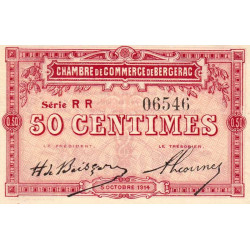 CHAMBRE DE COMMERCE DE BERGERAC
Série R R 06546
0.50 50 CENTIMES 0.50
LE PRÉSIDENT LE TRÉSORIER
5 OCTOBRE 1914